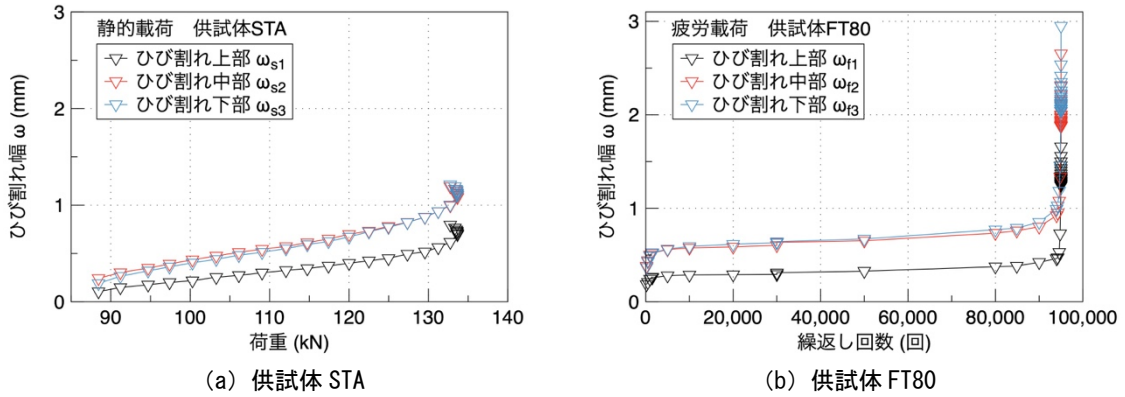 静的載荷　供試体STA
ひび割れ上部 ωs1
ひび割れ中部 ωs2
ひび割れ下部 ωs3
ひび割れ幅 ω (mm)
3
2
1
0
90 100 110 120 130 140
荷重 (kN)
(a) 供試体 STA
疲労載荷　供試体FT80
ひび割れ上部 ωf1
ひび割れ中部 ωf2
ひび割れ下部 ωf3
ひび割れ幅 ω (mm)
3
2
1
0
0 20,000 40,000 60,000 80,000 100,000
繰返し回数 (回)
(b) 供試体 FT80